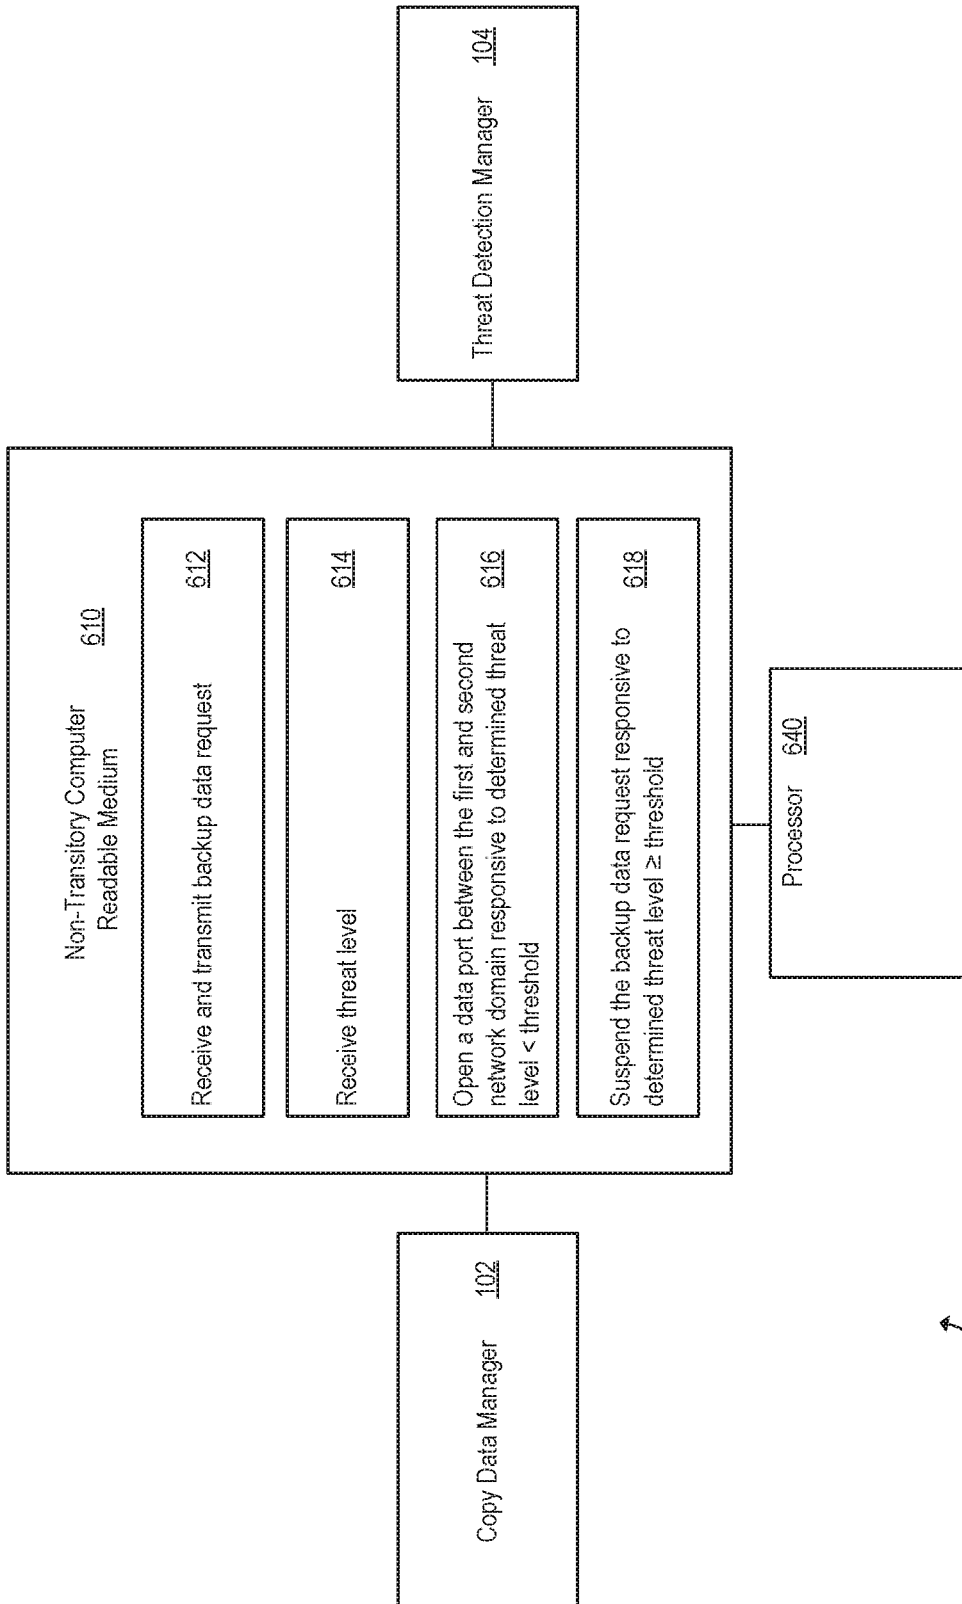 Copy Data Manager 102
Non-Transitory Computer
Readable Medium 610
Receive and transmit backup data request 612
Receive threat level 614
Open a data port between the first and second 616
network domain responsive to determined threat
level < threshold
Suspend the backup data request responsive to 618
determined threat level ≥ threshold
Threat Detection Manager 104
Processor 640